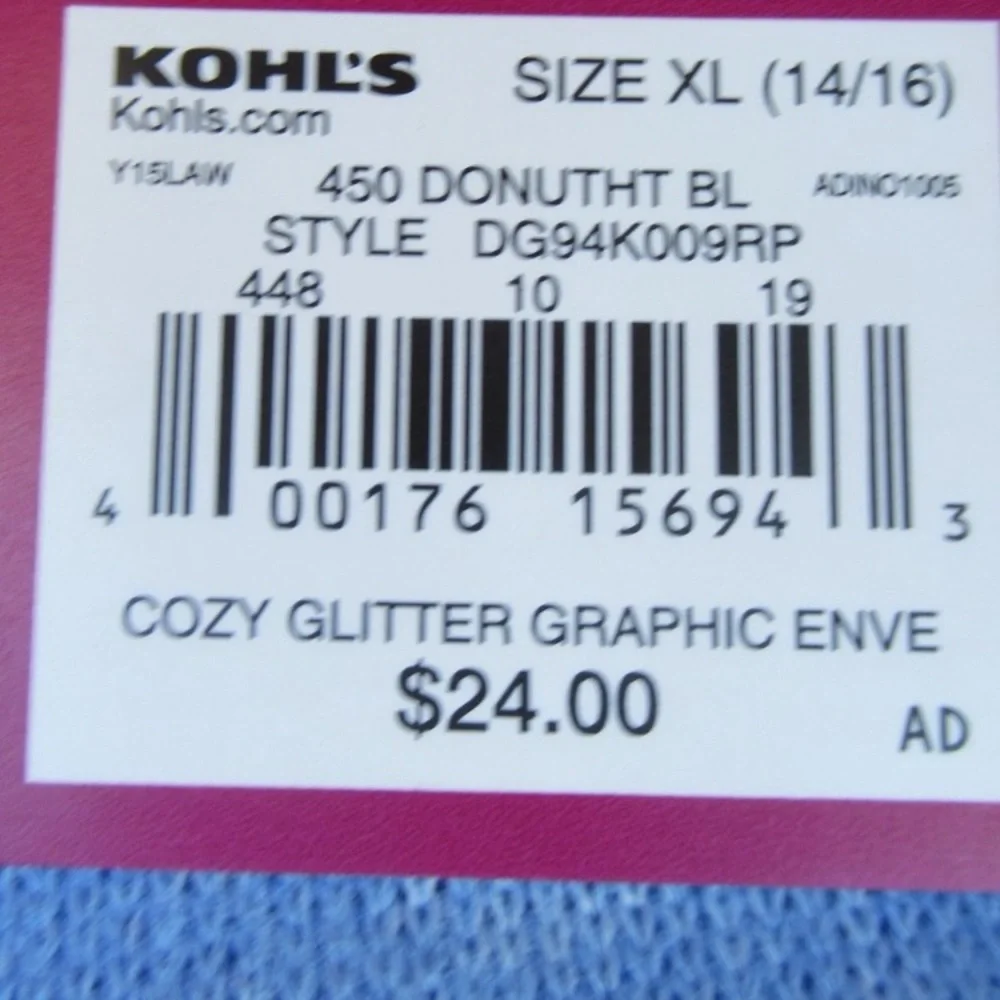 KOHL'S SIZE XL (14/16)
Kohls.com
Y15LAW 450 DONUTHT BL ADINO1005
STYLE DG94K009RP
448 10 19
4 00176 15694 3
COZY GLITTER GRAPHIC ENVE
$24.00
AD